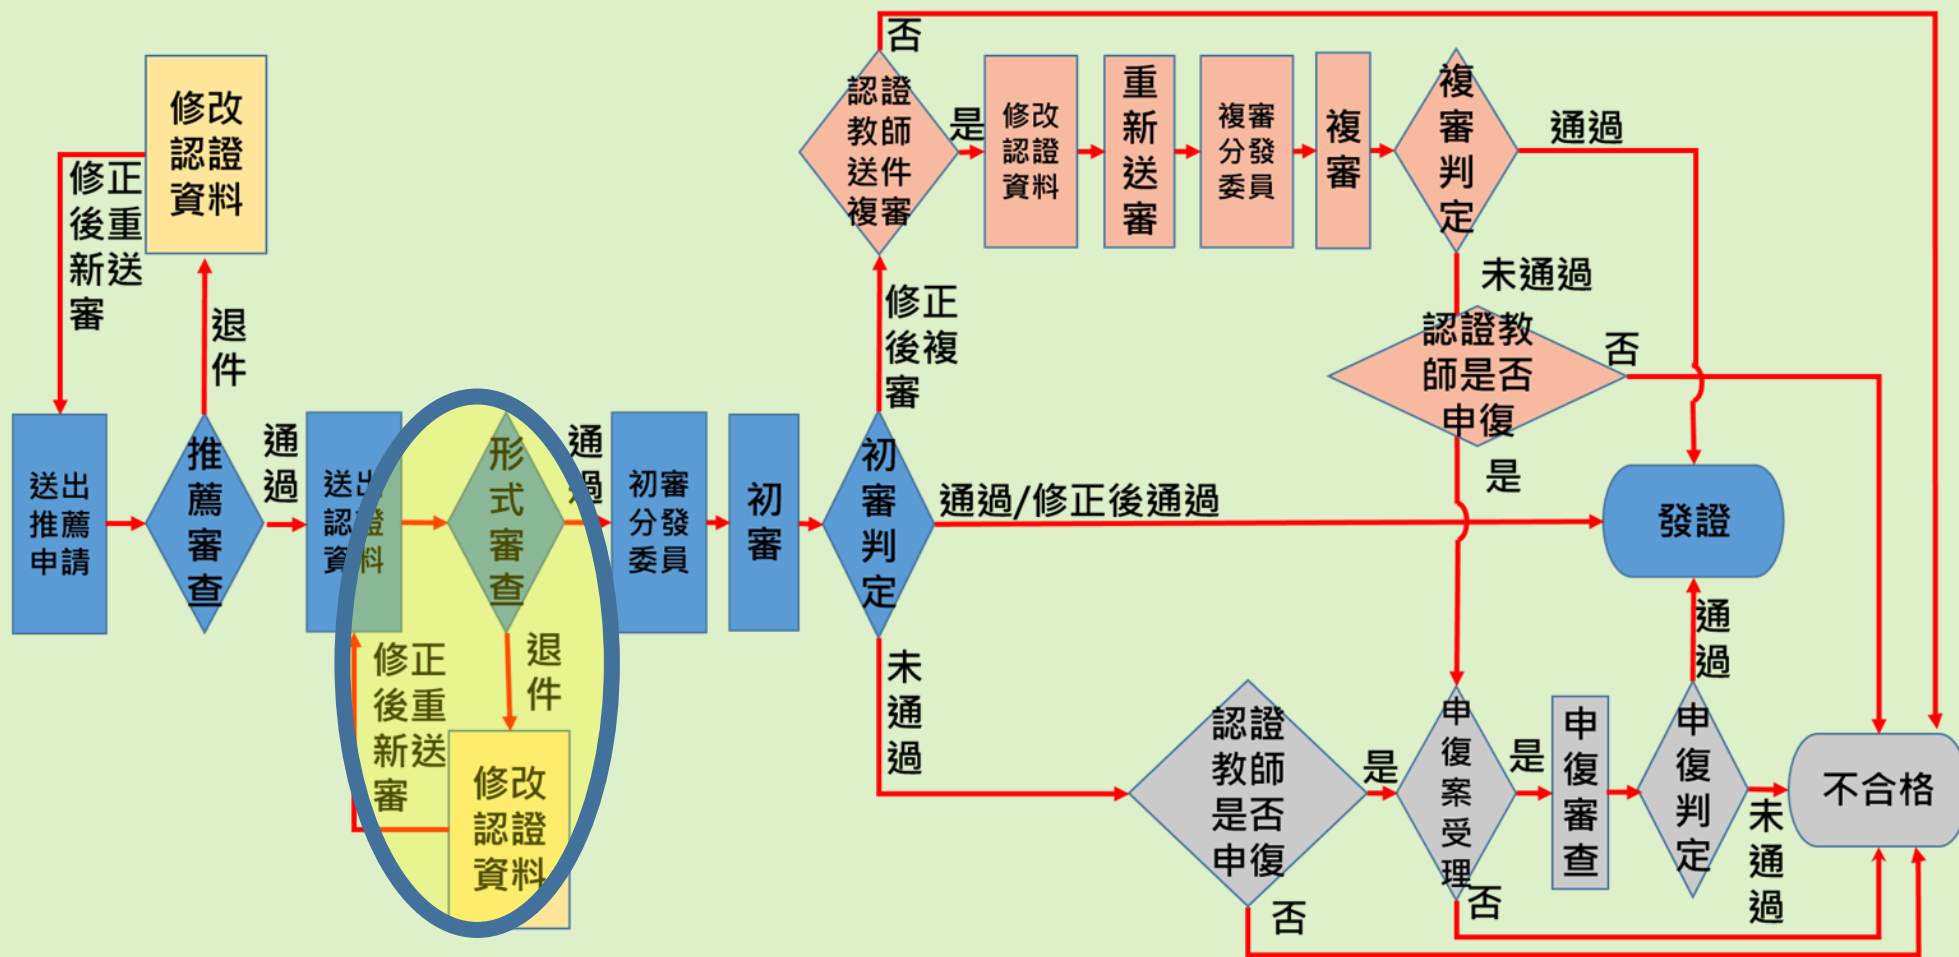 修改
認證
資料
修正
後重
新送
審
退
件
送出
推薦
申請
推
薦
審
查
通
過
送出
認證
資料
形
式
審
查
通
過
退
件
修正
後重
新送
審
修改
認證
資料
初審
分發
委員
初
審
初
審
判
定
修正
後複
審
認證
教師
送件
複審
否
是
修改
認證
資料
重
新
送
審
複審
分發
委員
複
審
複
審
判
定
通過
未通過
認證教
師是否
申復
否
是
通過/修正後通過
發證
未
通
過
認證
教師
是否
申復
是
否
申
復
案
受
理
是
否
申
復
審
查
申
復
判
定
通
過
未
通
過
不合格